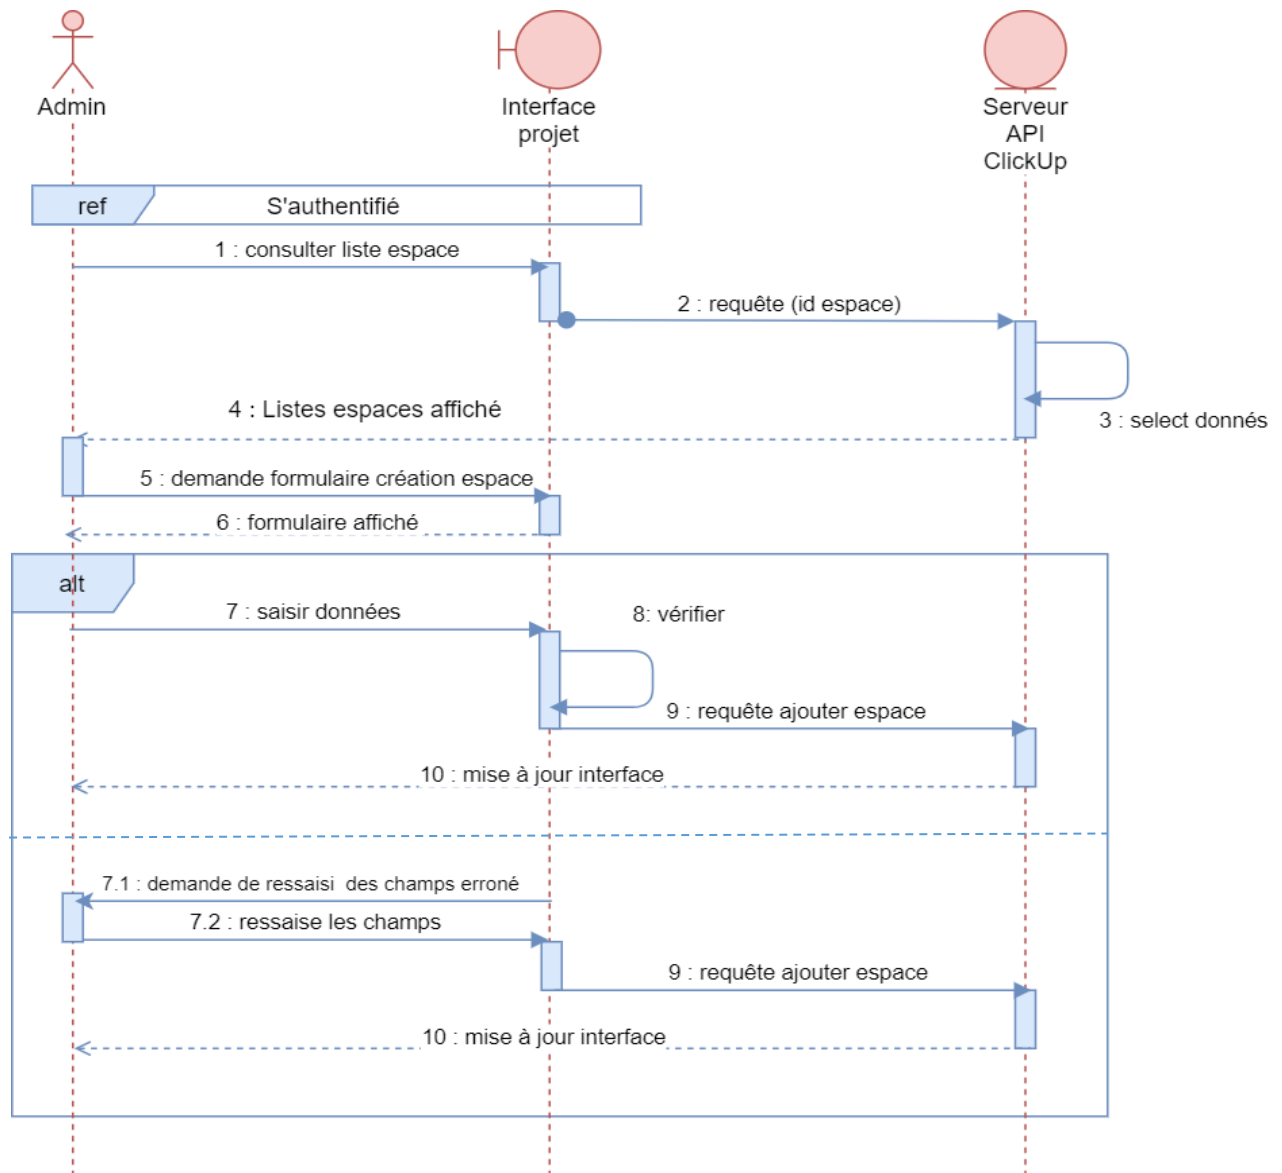 Admin
Interface
projet
Serveur
API
ClickUp
ref
S'authentifié
1 : consulter liste espace
2 : requête (id espace)
3 : select donnés
4 : Listes espaces affiché
5 : demande formulaire création espace
6 : formulaire affiché
alt
7 : saisir données
8: vérifier
9 : requête ajouter espace
10 : mise à jour interface
7.1 : demande de ressaisi des champs erroné
7.2 : ressaise les champs
9 : requête ajouter espace
10 : mise à jour interface